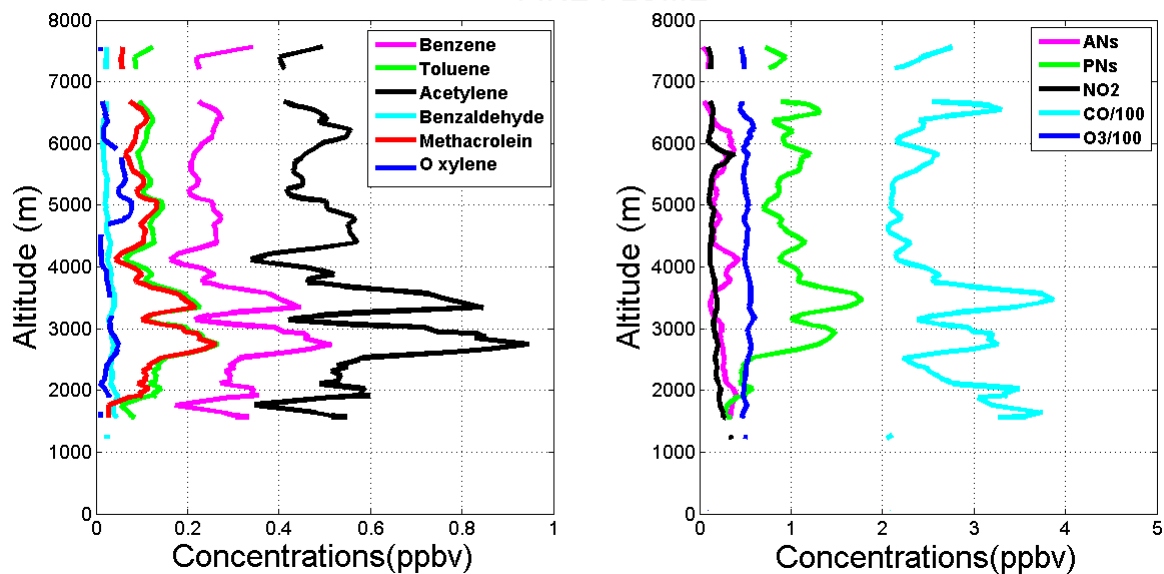 8000
7000
6000
5000
4000
3000
2000
1000
0
Altitude (m)
0
0.2
0.4
0.6
0.8
1
Concentrations(ppbv)
Benzene
Toluene
Acetylene
Benzaldehyde
Methacrolein
O xylene
8000
7000
6000
5000
4000
3000
2000
1000
0
Altitude (m)
0
1
2
3
4
5
Concentrations(ppbv)
ANs
PNs
NO2
CO/100
O3/100